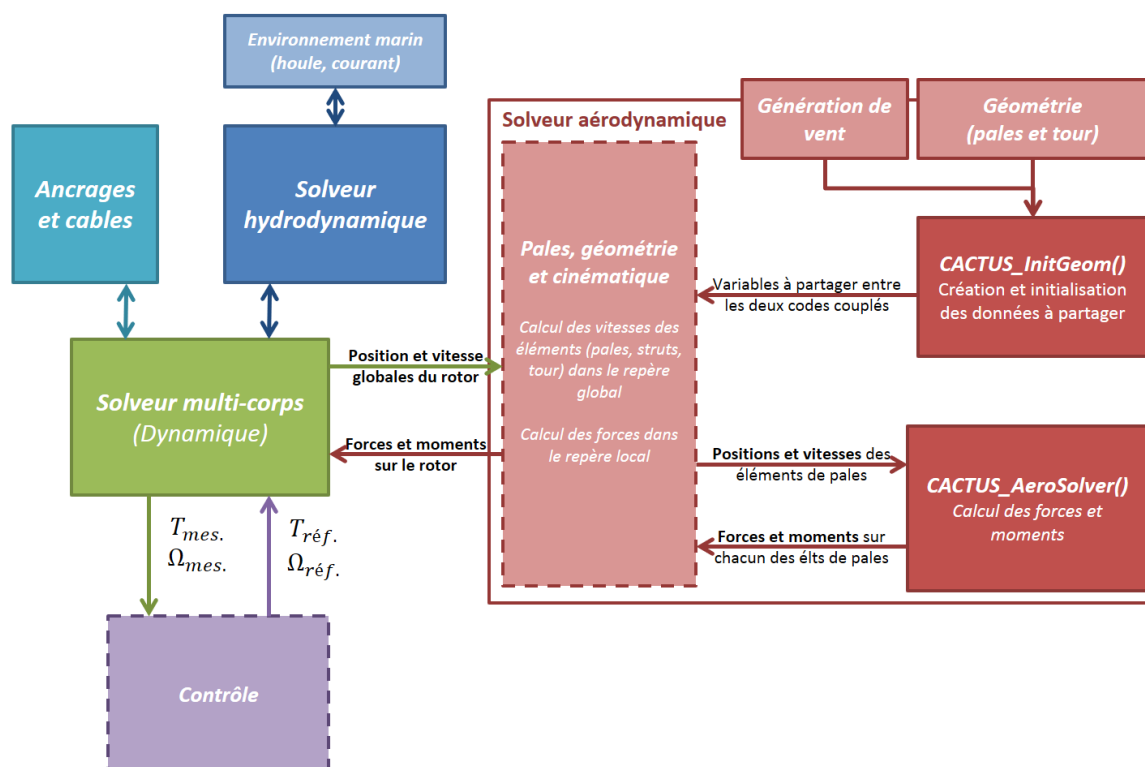 Environnement marin
(houle, courant)
Ancrages
et cables
Solveur
hydrodynamique
Solveur aérodynamique
Génération de
vent
Géométrie
(pales et tour)
Pales, géométrie
et cinématique
Calcul des vitesses des
éléments (pales, struts,
tour) dans le repère
global
Calcul des forces dans
le repère local
Variables à partager entre
les deux codes couplés
CACTUS_InitGeom()
Création et initialisation
des données à partager
Position et vitesse
globales du rotor
Solveur multi-corps
(Dynamique)
Forces et moments
sur le rotor
Positions et vitesses des
éléments de pales
CACTUS_AeroSolver()
Calcul des forces et
moments
Forces et moments sur
chacun des élts de pales
T_mes.
Ω_mes.
T_réf.
Ω_réf.
Contrôle